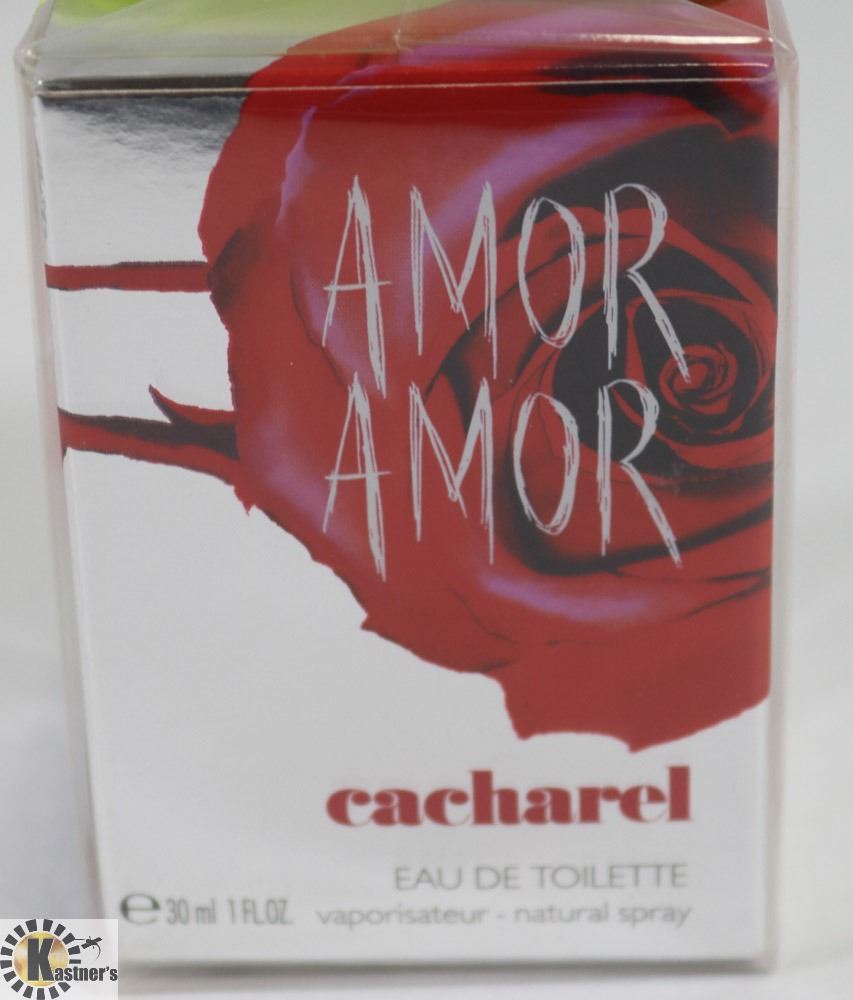 AMOR
AMOR
cacharel
EAU DE TOILETTE
℮ 30 ml 1 FL.OZ. vaporisateur - natural spray
Kastner's